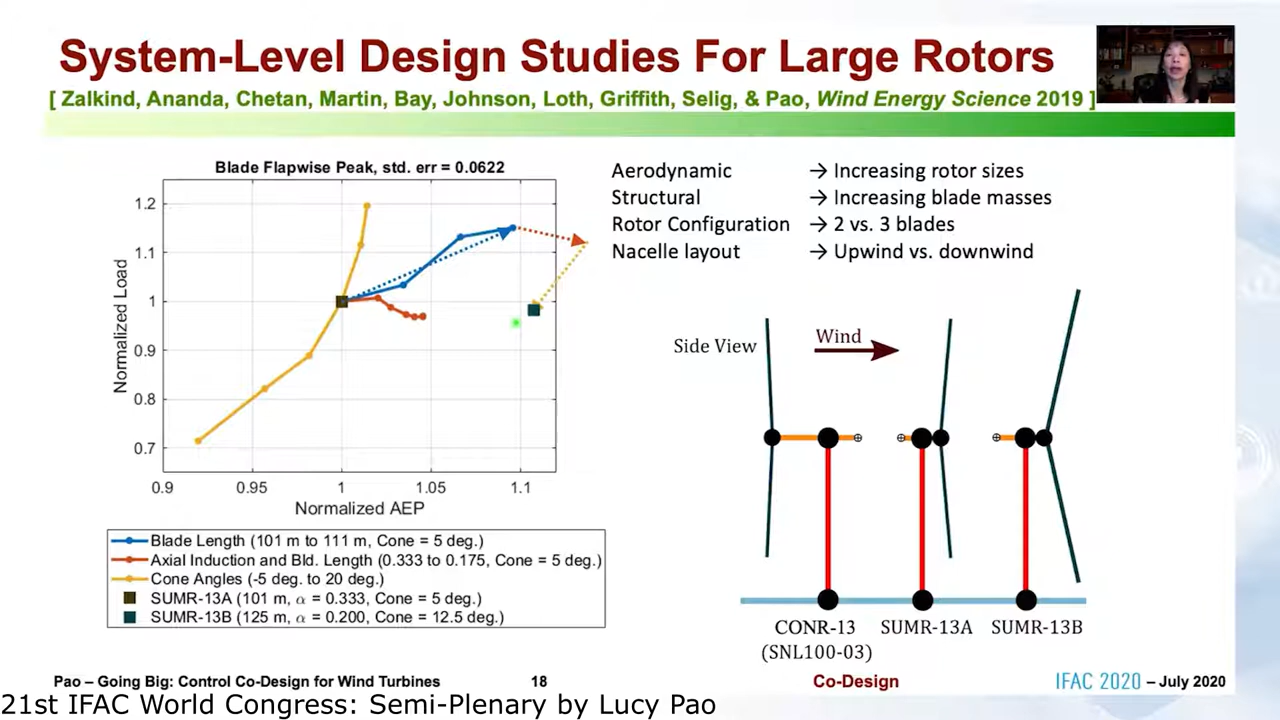 System-Level Design Studies For Large Rotors
[ Zalkind, Ananda, Chetan, Martin, Bay, Johnson, Loth, Griffith, Selig, & Pao, Wind Energy Science 2019 ]
Blade Flapwise Peak, std. err = 0.0622
1.2
1.1
1
0.9
0.8
0.7
Normalized Load
0.9 0.95 1 1.05 1.1
Normalized AEP
Blade Length (101 m to 111 m, Cone = 5 deg.)
Axial Induction and Bld. Length (0.333 to 0.175, Cone = 5 deg.)
Cone Angles (-5 deg. to 20 deg.)
SUMR-13A (101 m, α = 0.333, Cone = 5 deg.)
SUMR-13B (125 m, α = 0.200, Cone = 12.5 deg.)
Aerodynamic → Increasing rotor sizes
Structural → Increasing blade masses
Rotor Configuration → 2 vs. 3 blades
Nacelle layout → Upwind vs. downwind
Side View
Wind
CONR-13 SUMR-13A SUMR-13B
(SNL100-03)
Pao – Going Big: Control Co-Design for Wind Turbines 18 Co-Design IFAC 2020 – July 2020
21st IFAC World Congress: Semi-Plenary by Lucy Pao